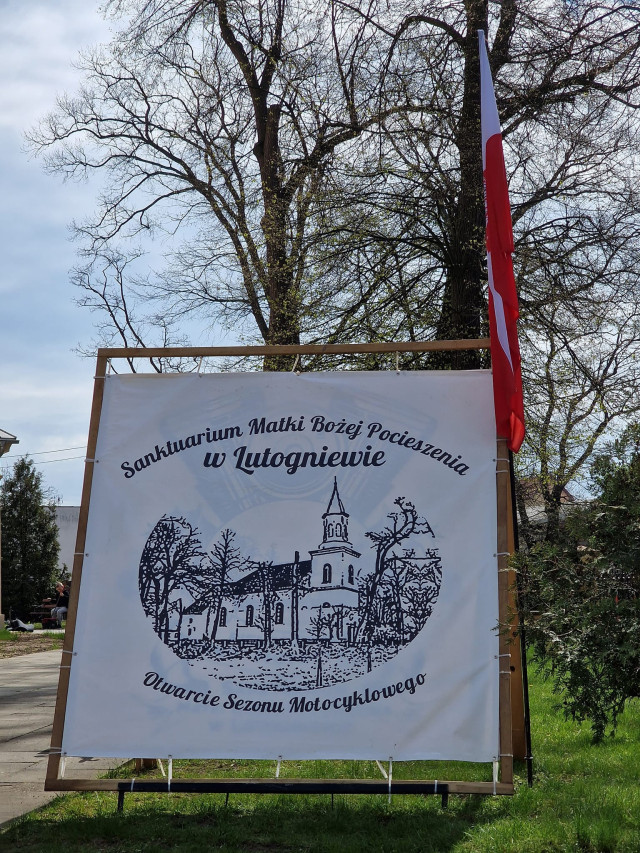 Sanktuarium Matki Bożej Pocieszenia
w Lutogniewie
Otwarcie Sezonu Motocyklowego